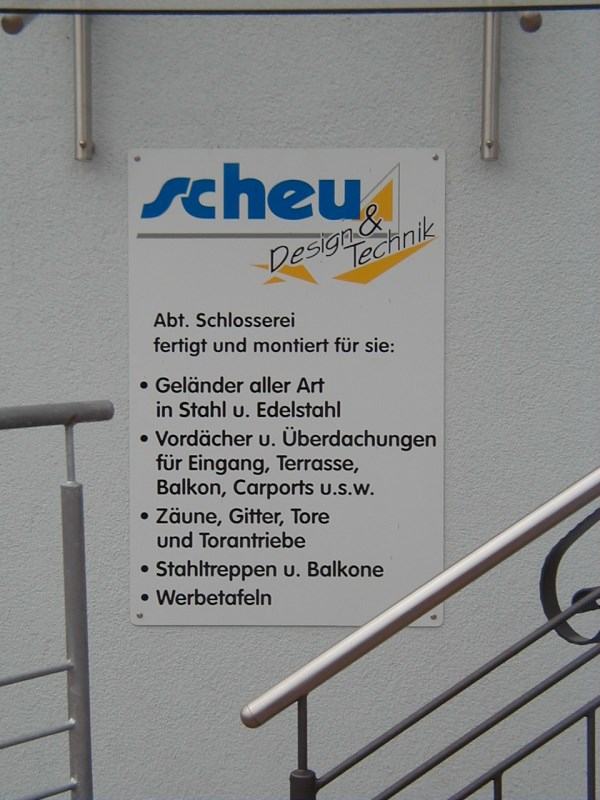 scheu
Design & Technik
Abt. Schlosserei
fertigt und montiert für sie:
• Geländer aller Art
in Stahl u. Edelstahl
• Vordächer u. Überdachungen
für Eingang, Terrasse,
Balkon, Carports u.s.w.
• Zäune, Gitter, Tore
und Torantriebe
• Stahltreppen u. Balkone
• Werbetafeln